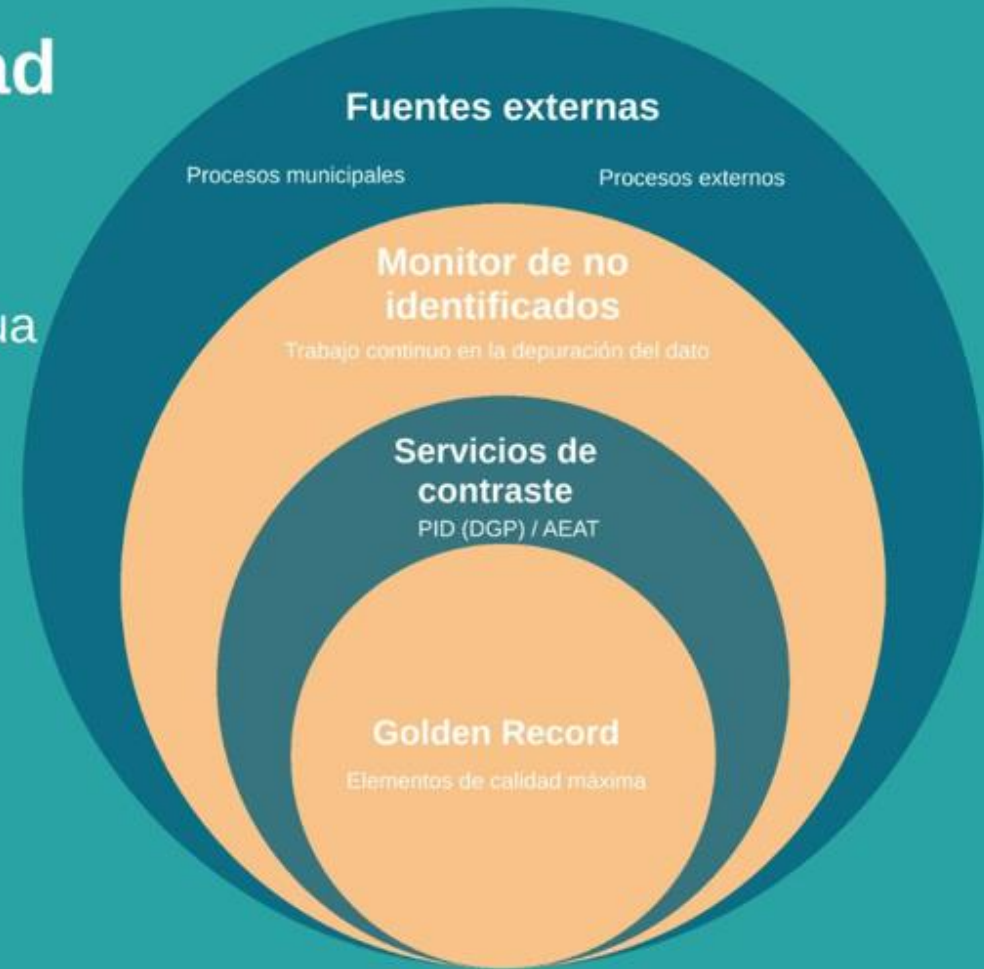 ad
Fuentes externas
Procesos municipales
Procesos externos
Monitor de no
identificados
ua
Trabajo continuo en la depuración del dato
Servicios de
contraste
PID (DGP) / AEAT
Golden Record
Elementos de calidad máxima